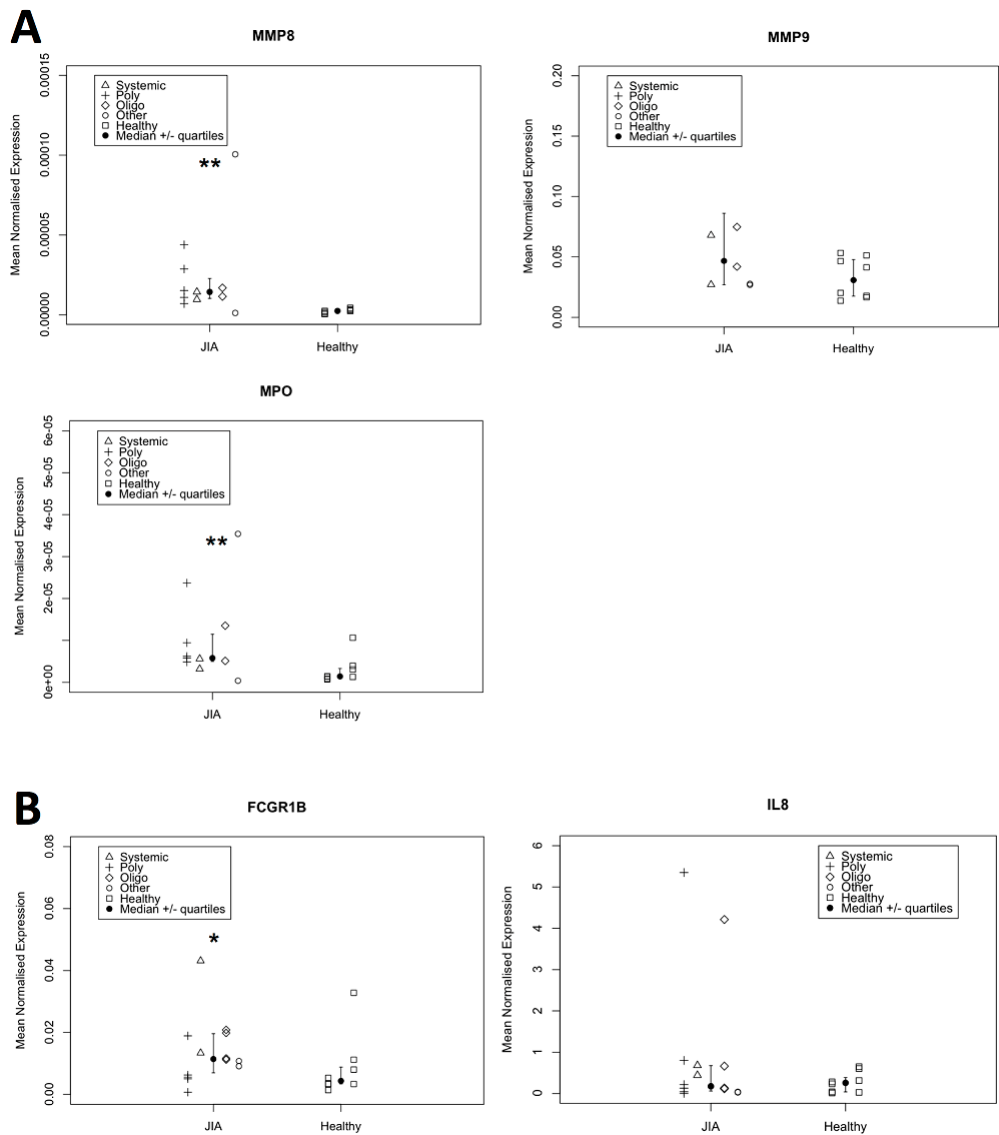 A
MMP8
Mean Normalised Expression
0.00015
0.00010
0.00005
0.00000
Systemic
Poly
Oligo
Other
Healthy
Median +/- quartiles
**
JIA Healthy
MMP9
Mean Normalised Expression
0.20
0.15
0.10
0.05
0.00
Systemic
Poly
Oligo
Other
Healthy
Median +/- quartiles
JIA Healthy
MPO
Mean Normalised Expression
6e-05
5e-05
4e-05
3e-05
2e-05
0e+00
Systemic
Poly
Oligo
Other
Healthy
Median +/- quartiles
**
JIA Healthy
B
FCGR1B
Mean Normalised Expression
0.08
0.06
0.04
0.02
0.00
Systemic
Poly
Oligo
Other
Healthy
Median +/- quartiles
*
JIA Healthy
IL8
Mean Normalised Expression
6
5
4
3
2
1
0
Systemic
Poly
Oligo
Other
Healthy
Median +/- quartiles
JIA Healthy